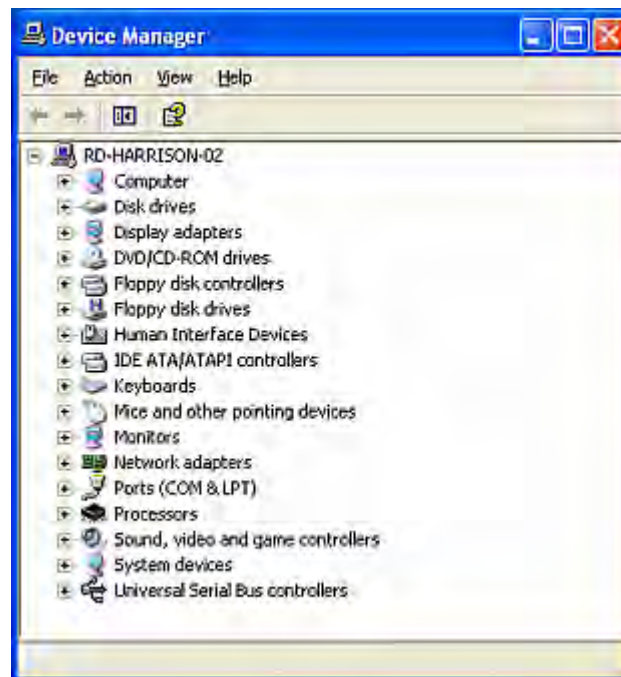 Device Manager
File Action View Help
RD-HARRISON-02
Computer
Disk drives
Display adapters
DVD/CD-ROM drives
Floppy disk controllers
Floppy disk drives
Human Interface Devices
IDE ATA/ATAPI controllers
Keyboards
Mice and other pointing devices
Monitors
Network adapters
Ports (COM & LPT)
Processors
Sound, video and game controllers
System devices
Universal Serial Bus controllers